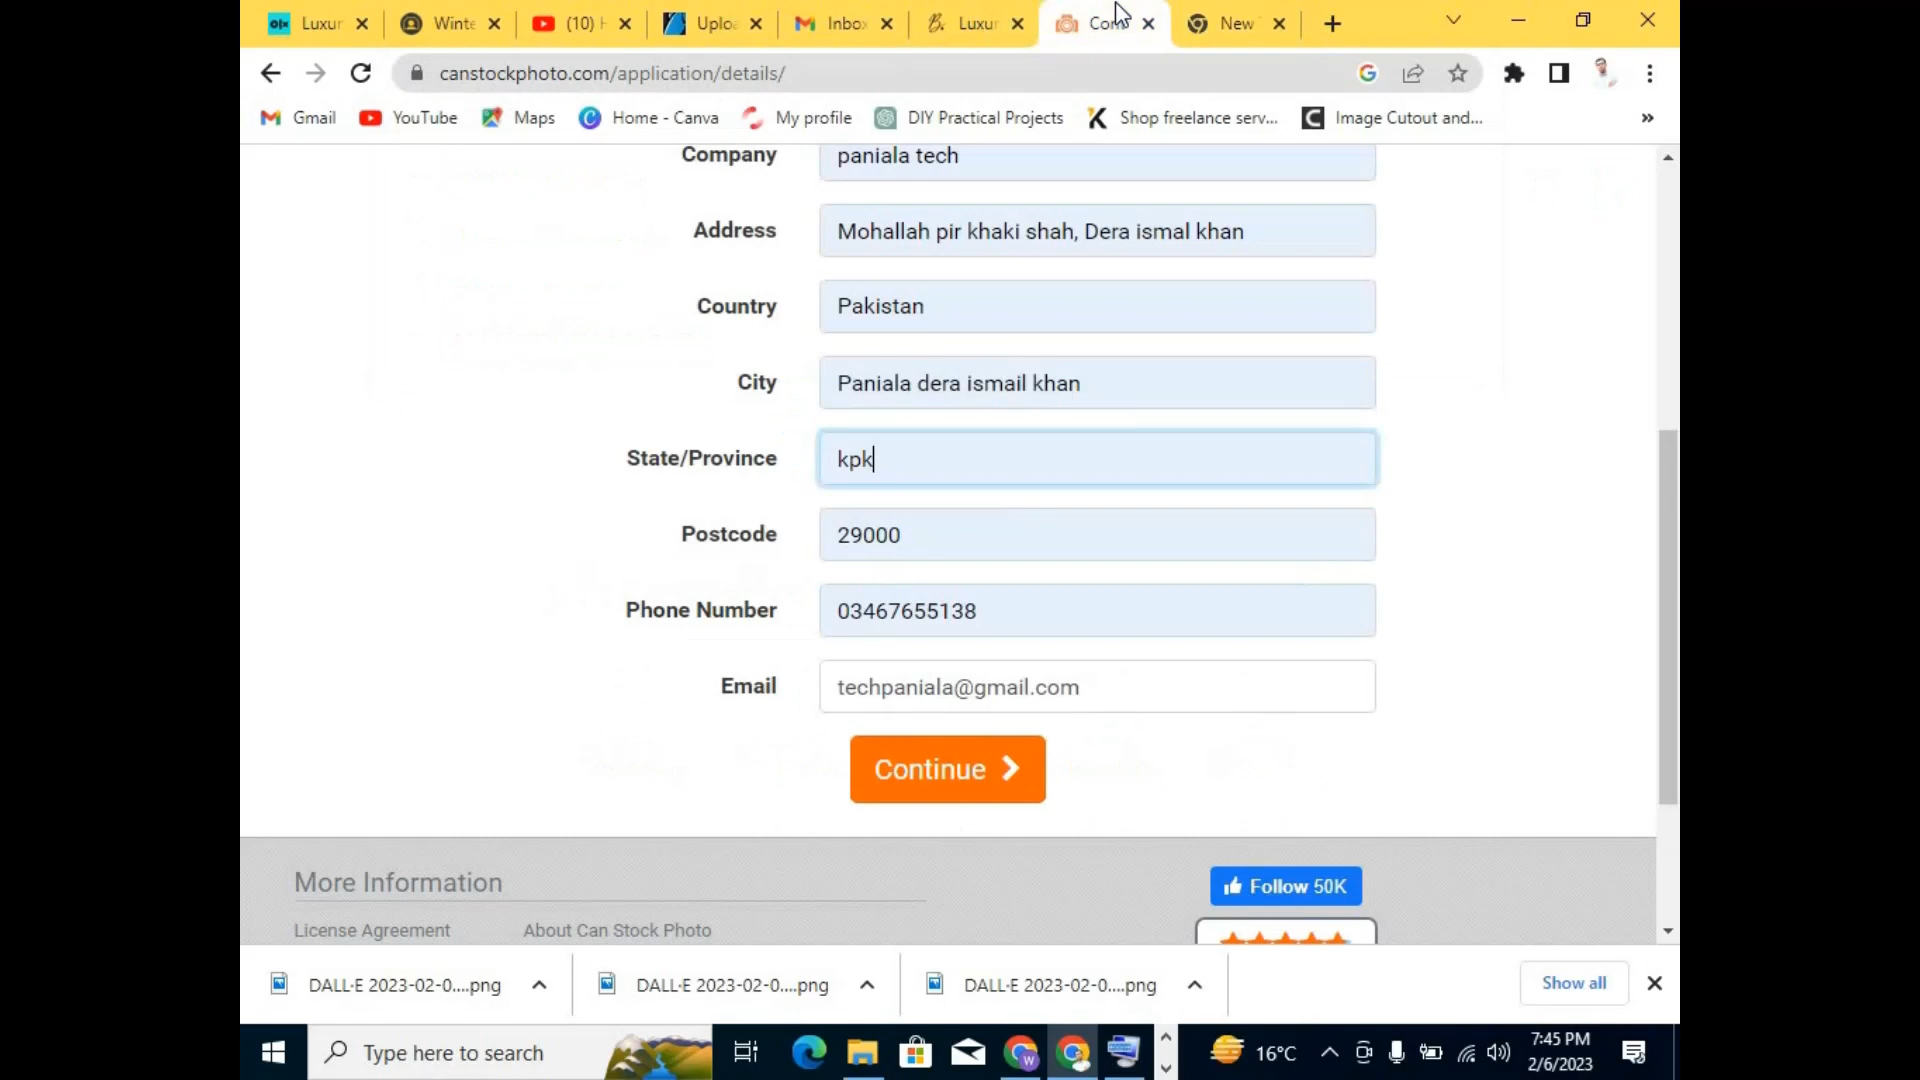 Luxur
Winte
(10) H
Uplo
Inbox
Luxur
Com
New
canstockphoto.com/application/details/
Gmail
YouTube
Maps
Home - Canva
My profile
DIY Practical Projects
Shop freelance serv...
Image Cutout and...
»
Company
paniala tech
Address
Mohallah pir khaki shah, Dera ismal khan
Country
Pakistan
City
Paniala dera ismail khan
State/Province
kpk
Postcode
29000
Phone Number
03467655138
Email
techpaniala@gmail.com
Continue
More Information
Follow 50K
License Agreement
About Can Stock Photo
DALL·E 2023-02-0....png
DALL·E 2023-02-0....png
DALL·E 2023-02-0....png
Show all
Type here to search
16°C
7:45 PM
2/6/2023